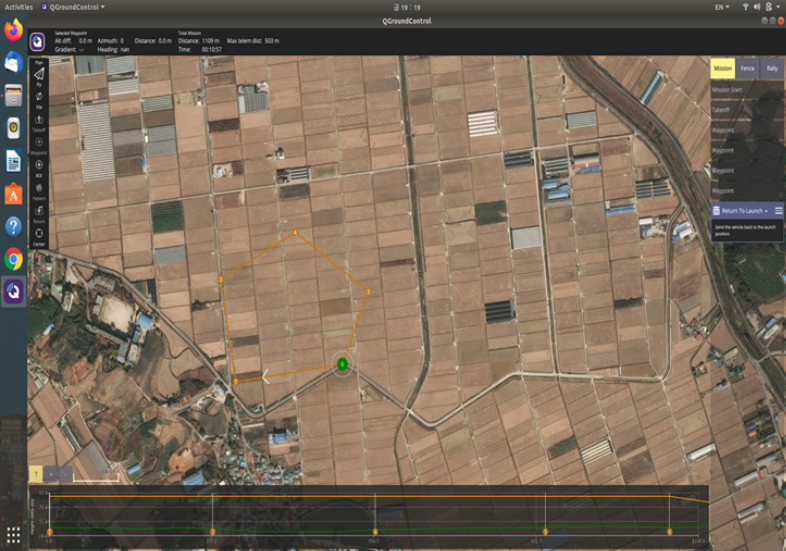 Activities QGroundControl 19 : 19 EN
QGroundControl
Selected Waypoint
Alt diff: 0.0 m Azimuth: 0 Distance: 0.0 m
Gradient: --- Heading: nan
Total Mission
Distance: 1109 m Max telem dist: 503 m
Time: 00:10:57
Plan
Fly
File
Takeoff
Waypoint
ROI
Pattern
Return
Center
Mission Fence Rally
Mission Start
Takeoff
Waypoint
Waypoint
Waypoint
Waypoint
Return To Launch
Send the vehicle back to the launch position.